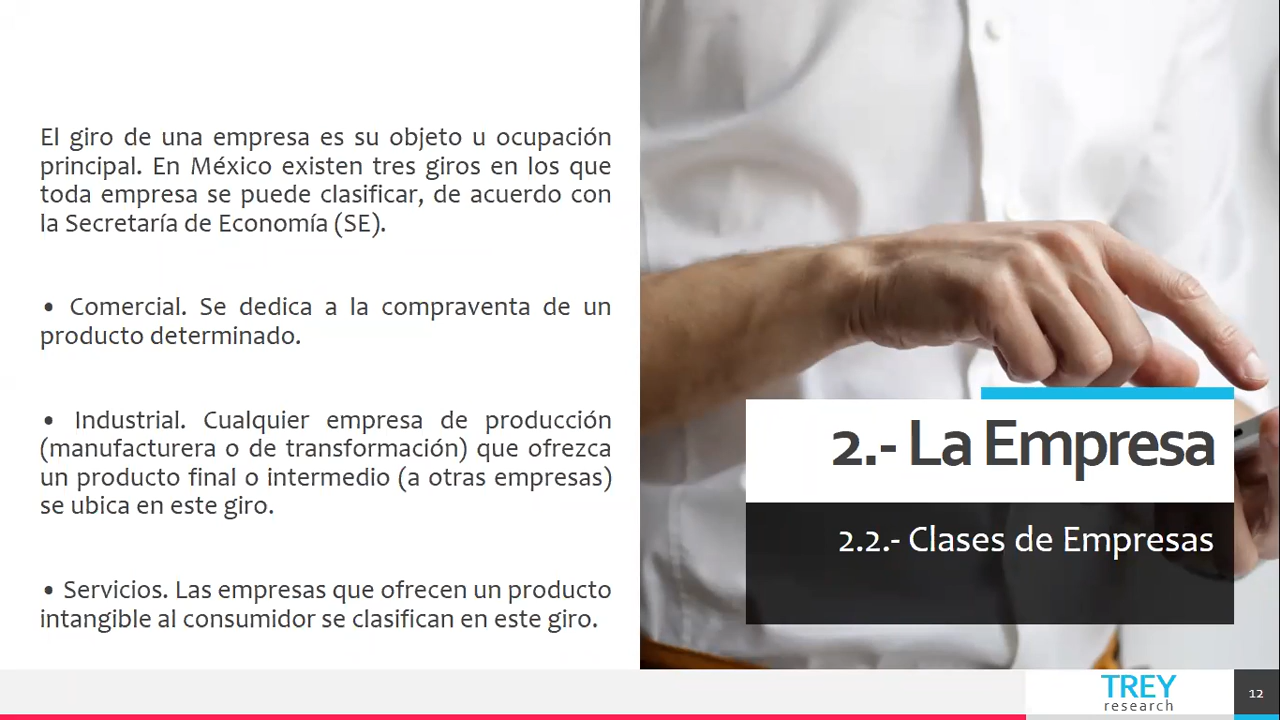 El giro de una empresa es su objeto u ocupación
principal. En México existen tres giros en los que
toda empresa se puede clasificar, de acuerdo con
la Secretaría de Economía (SE).
• Comercial. Se dedica a la compraventa de un
producto determinado.
• Industrial. Cualquier empresa de producción
(manufacturera o de transformación) que ofrezca
un producto final o intermedio (a otras empresas)
se ubica en este giro.
• Servicios. Las empresas que ofrecen un producto
intangible al consumidor se clasifican en este giro.
2.- La Empresa
2.2.- Clases de Empresas
TREY
research
12